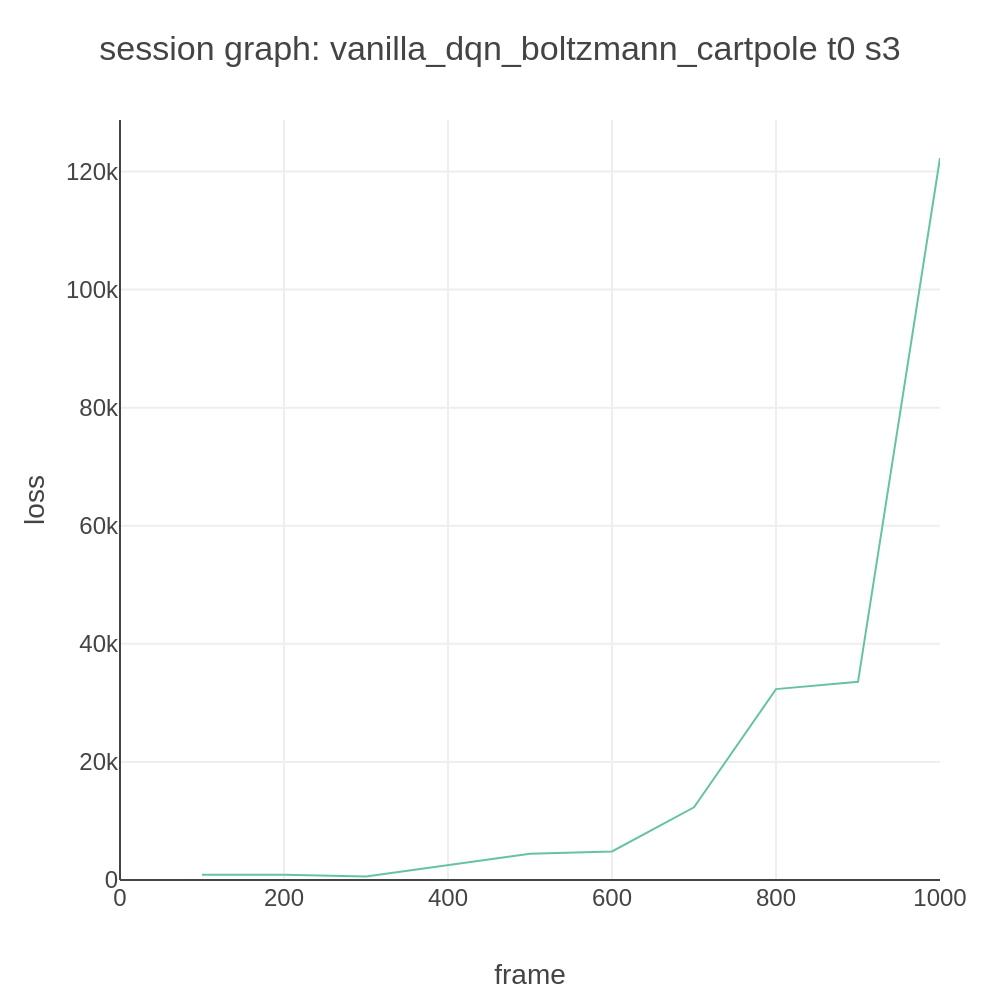 session graph: vanilla_dqn_boltzmann_cartpole t0 s3
120k
100k
80k
60k
40k
20k
0
loss
0 200 400 600 800 1000
frame